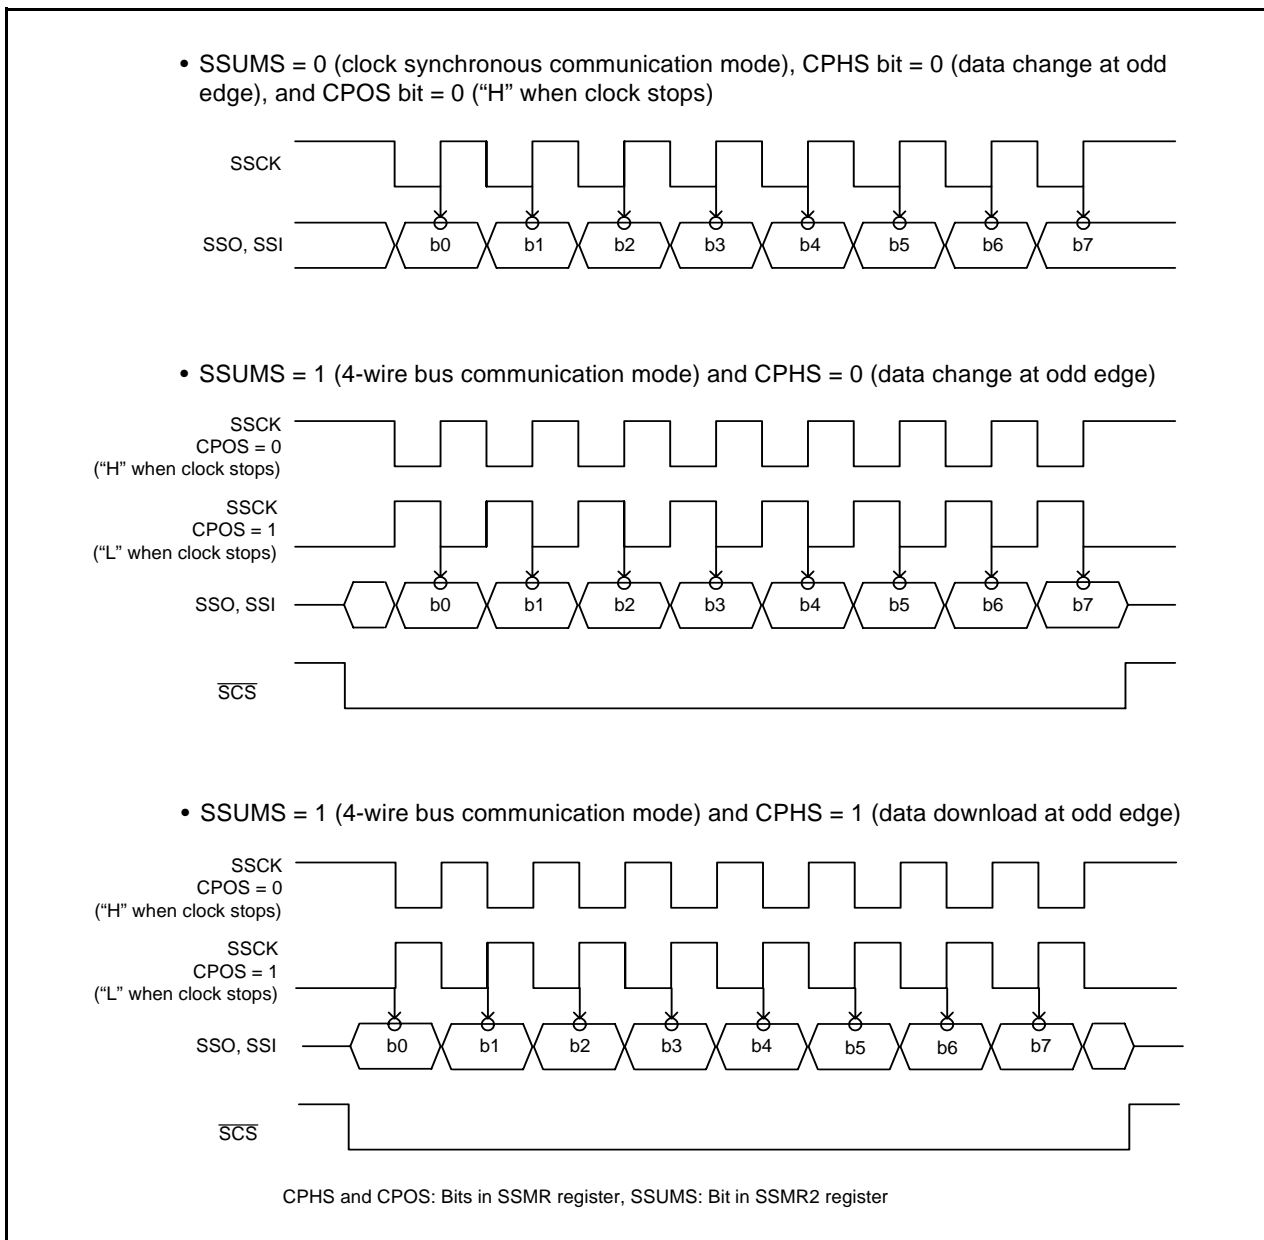 • SSUMS = 0 (clock synchronous communication mode), CPHS bit = 0 (data change at odd
edge), and CPOS bit = 0 (“H” when clock stops)
SSCK
SSO, SSI
b0 b1 b2 b3 b4 b5 b6 b7
• SSUMS = 1 (4-wire bus communication mode) and CPHS = 0 (data change at odd edge)
SSCK
CPOS = 0
(“H” when clock stops)
SSCK
CPOS = 1
(“L” when clock stops)
SSO, SSI
b0 b1 b2 b3 b4 b5 b6 b7
SCS
• SSUMS = 1 (4-wire bus communication mode) and CPHS = 1 (data download at odd edge)
SSCK
CPOS = 0
(“H” when clock stops)
SSCK
CPOS = 1
(“L” when clock stops)
SSO, SSI
b0 b1 b2 b3 b4 b5 b6 b7
SCS
CPHS and CPOS: Bits in SSMR register, SSUMS: Bit in SSMR2 register